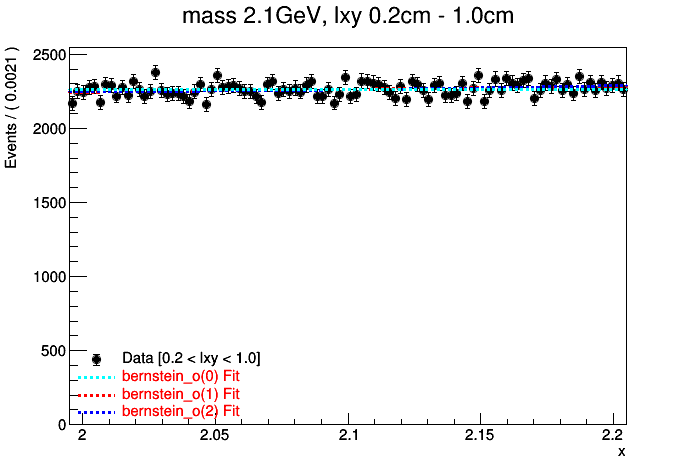 mass 2.1GeV, lxy 0.2cm - 1.0cm
Events / ( 0.0021 )
2500
2000
1500
1000
500
0
Data [0.2 < lxy < 1.0]
bernstein_o(0) Fit
bernstein_o(1) Fit
bernstein_o(2) Fit
2 2.05 2.1 2.15 2.2
x